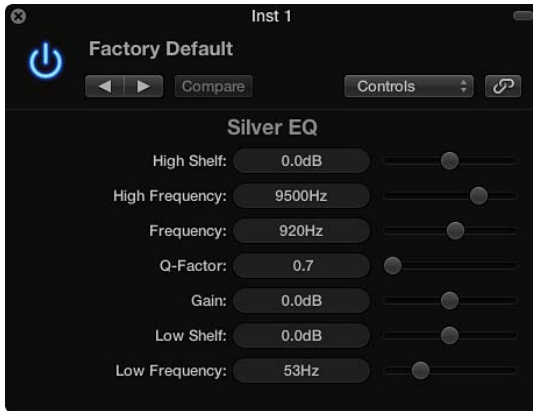 Inst 1
Factory Default
Compare
Controls
Silver EQ
High Shelf: 0.0dB
High Frequency: 9500Hz
Frequency: 920Hz
Q-Factor: 0.7
Gain: 0.0dB
Low Shelf: 0.0dB
Low Frequency: 53Hz